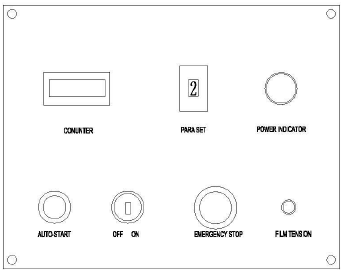 2
CONUNTER
PARA SET
POWER INDICATOR
AUTO-START
OFF ON
EMERGENCY STOP
FILM TENSION